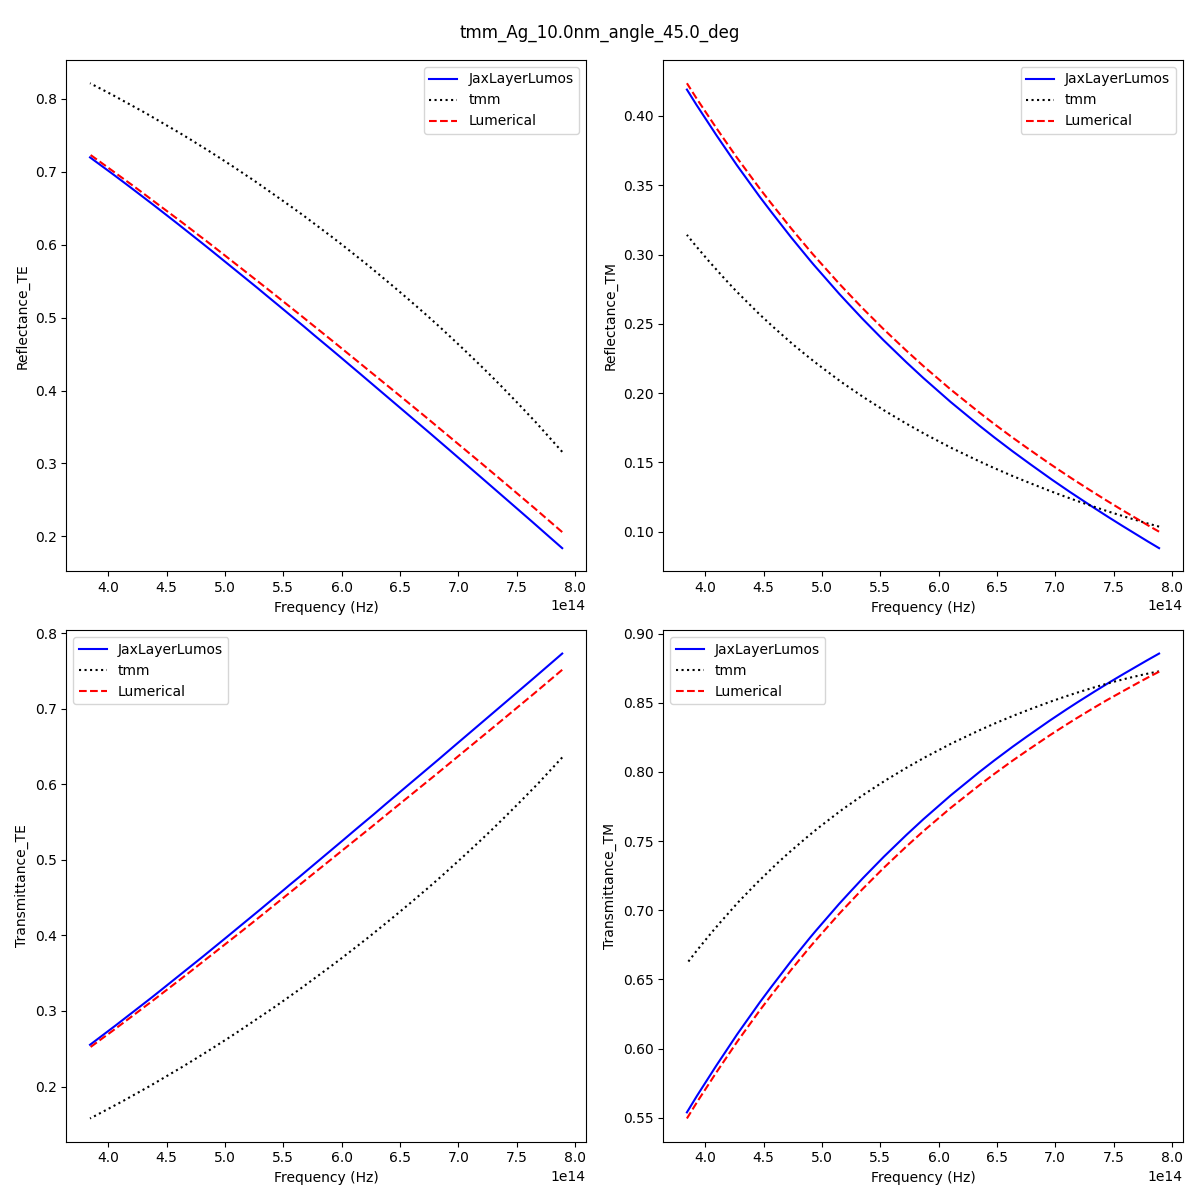 tmm_Ag_10.0nm_angle_45.0_deg
JaxLayerLumos
tmm
Lumerical
Reflectance_TE
0.8
0.7
0.6
0.5
0.4
0.3
0.2
4.0 4.5 5.0 5.5 6.0 6.5 7.0 7.5 8.0
1e14
Frequency (Hz)
JaxLayerLumos
tmm
Lumerical
Reflectance_TM
0.40
0.35
0.30
0.25
0.20
0.15
0.10
4.0 4.5 5.0 5.5 6.0 6.5 7.0 7.5 8.0
1e14
Frequency (Hz)
JaxLayerLumos
tmm
Lumerical
Transmittance_TE
0.8
0.7
0.6
0.5
0.4
0.3
0.2
4.0 4.5 5.0 5.5 6.0 6.5 7.0 7.5 8.0
1e14
Frequency (Hz)
JaxLayerLumos
tmm
Lumerical
Transmittance_TM
0.90
0.85
0.80
0.75
0.70
0.65
0.60
0.55
4.0 4.5 5.0 5.5 6.0 6.5 7.0 7.5 8.0
1e14
Frequency (Hz)